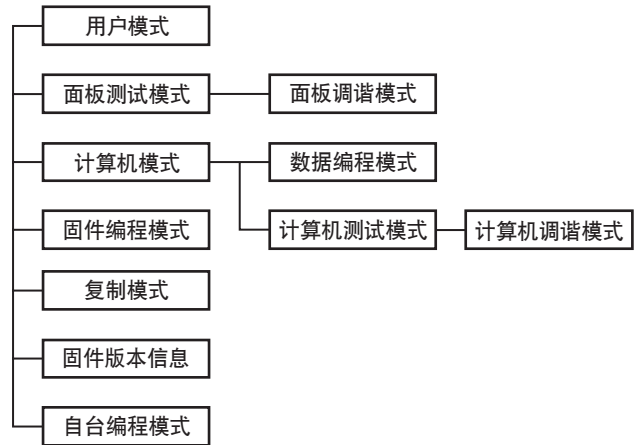 用户模式
面板测试模式
面板调谐模式
计算机模式
数据编程模式
固件编程模式
计算机测试模式
计算机调谐模式
复制模式
固件版本信息
自台编程模式